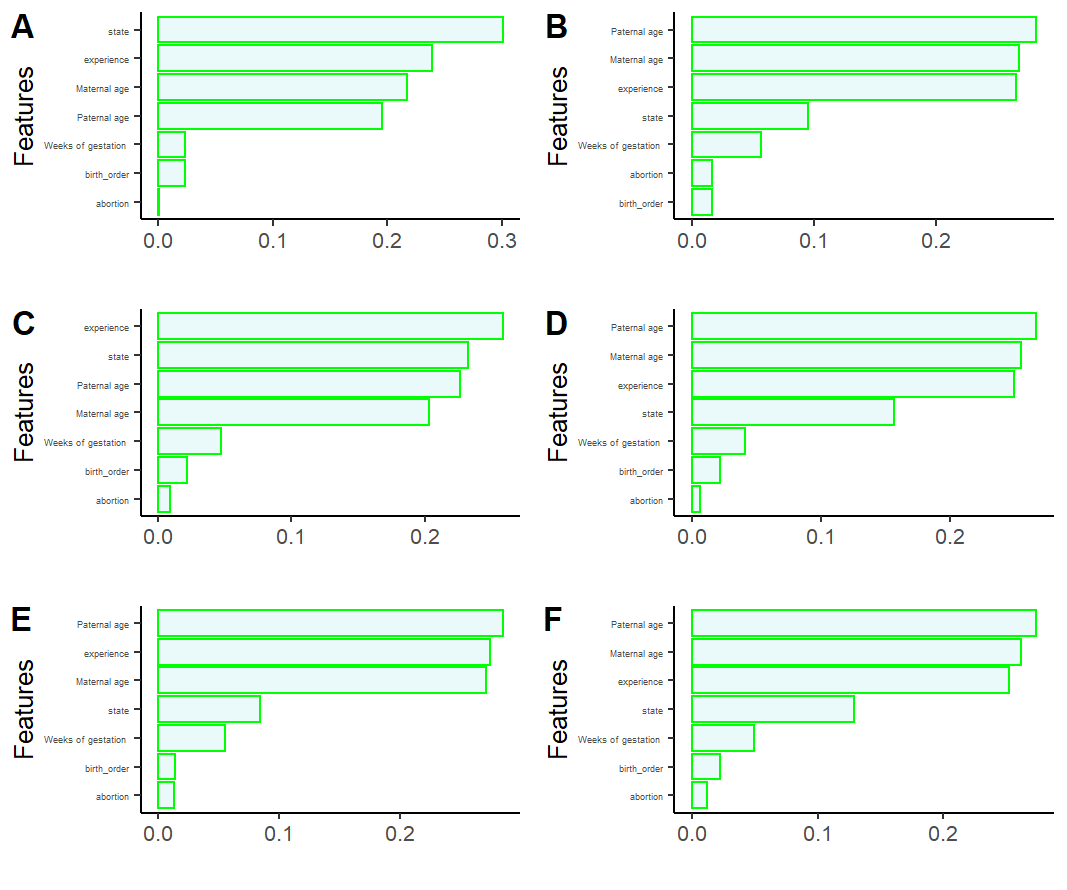 A
Features
state
experience
Maternal age
Paternal age
Weeks of gestation
birth_order
abortion
0.0 0.1 0.2 0.3
B
Features
Paternal age
Maternal age
experience
state
Weeks of gestation
abortion
birth_order
0.0 0.1 0.2
C
Features
experience
state
Paternal age
Maternal age
Weeks of gestation
birth_order
abortion
0.0 0.1 0.2
D
Features
Paternal age
Maternal age
experience
state
Weeks of gestation
birth_order
abortion
0.0 0.1 0.2
E
Features
Paternal age
experience
Maternal age
state
Weeks of gestation
birth_order
abortion
0.0 0.1 0.2
F
Features
Paternal age
Maternal age
experience
state
Weeks of gestation
birth_order
abortion
0.0 0.1 0.2